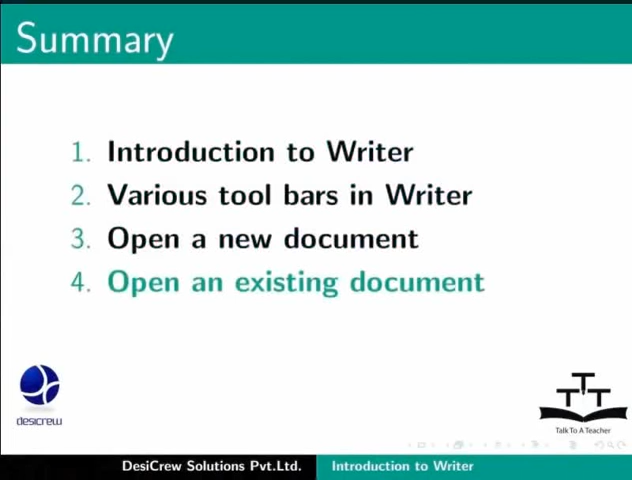 Summary
1. Introduction to Writer
2. Various tool bars in Writer
3. Open a new document
4. Open an existing document
desicrew
TTT
Talk To A Teacher
DesiCrew Solutions Pvt.Ltd. Introduction to Writer